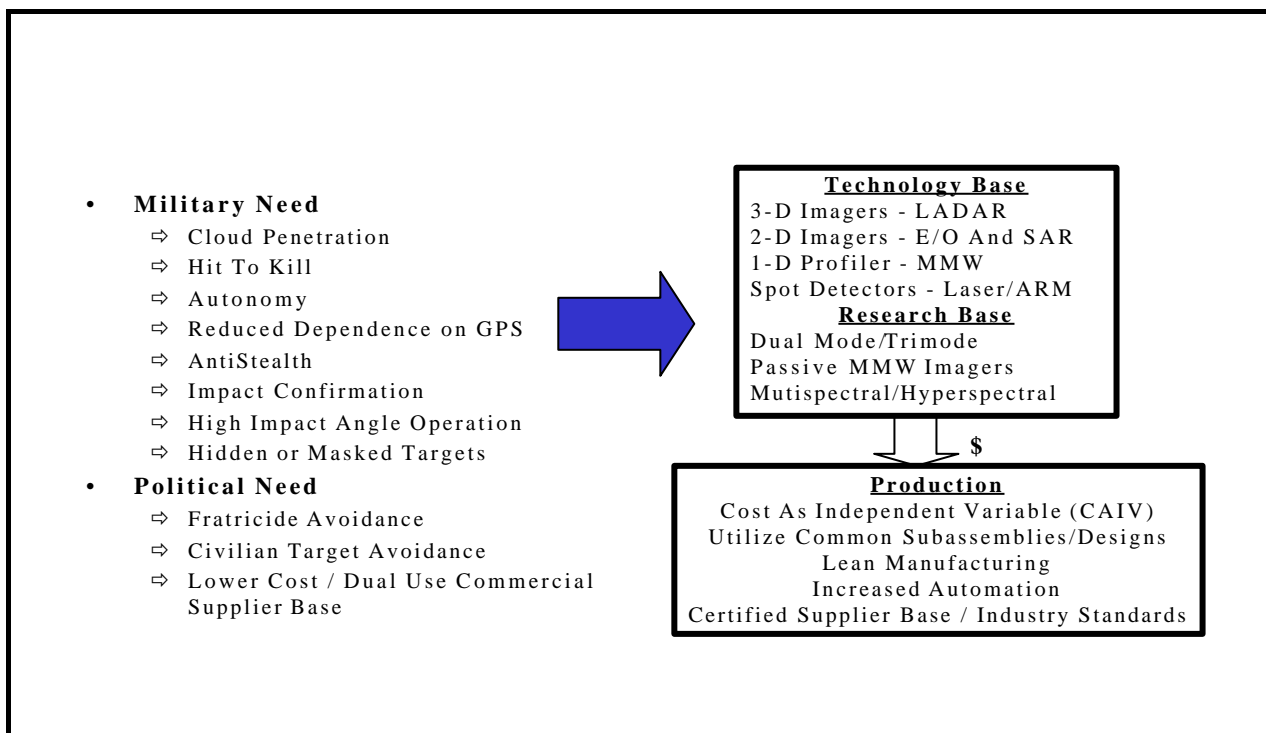 • Military Need
⇨ Cloud Penetration
⇨ Hit To Kill
⇨ Autonomy
⇨ Reduced Dependence on GPS
⇨ AntiStealth
⇨ Impact Confirmation
⇨ High Impact Angle Operation
⇨ Hidden or Masked Targets
• Political Need
⇨ Fratricide Avoidance
⇨ Civilian Target Avoidance
⇨ Lower Cost / Dual Use Commercial
Supplier Base
Technology Base
3-D Imagers - LADAR
2-D Imagers - E/O And SAR
1-D Profiler - MMW
Spot Detectors - Laser/ARM
Research Base
Dual Mode/Trimode
Passive MMW Imagers
Mutispectral/Hyperspectral
$
Production
Cost As Independent Variable (CAIV)
Utilize Common Subassemblies/Designs
Lean Manufacturing
Increased Automation
Certified Supplier Base / Industry Standards